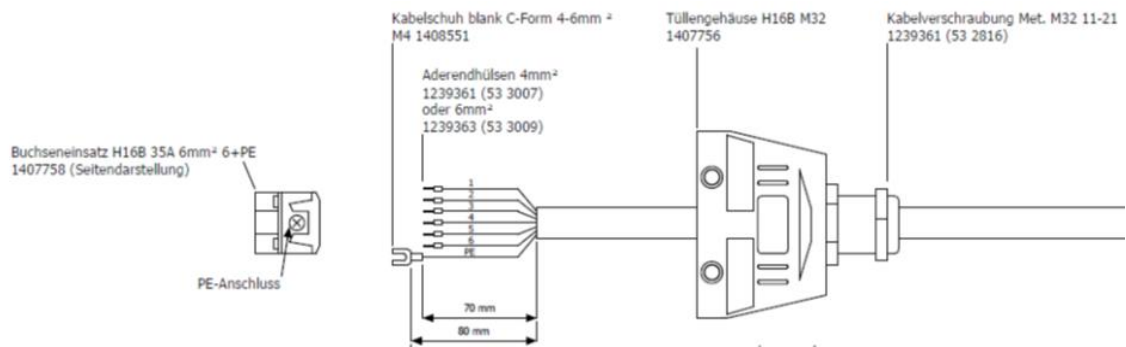 Kabelschuh blank C-Form 4-6mm ²
M4 1408551
Tüllengehäuse H16B M32
1407756
Kabelverschraubung Met. M32 11-21
1239361 (53 2816)
Aderendhülsen 4mm²
1239361 (53 3007)
oder 6mm²
1239363 (53 3009)
Buchseneinsatz H16B 35A 6mm² 6+PE
1407758 (Seitendarstellung)
1
2
3
4
5
6
PE
PE-Anschluss
70 mm
80 mm